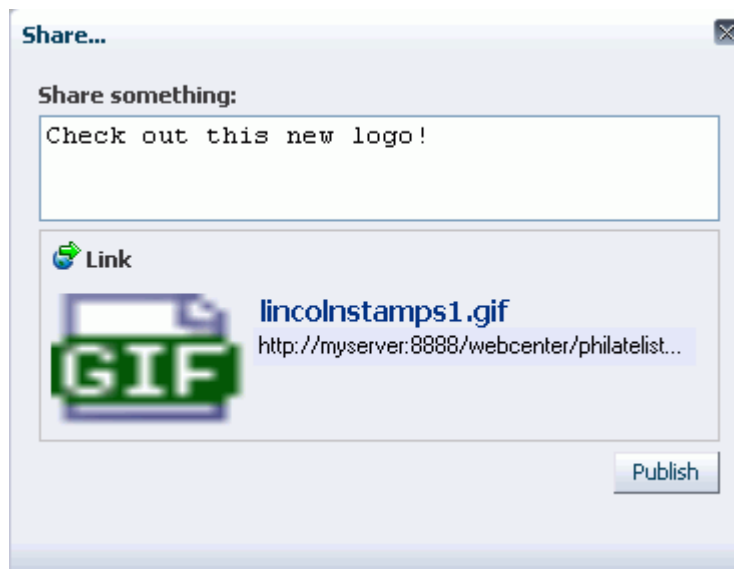 Share...
Share something:
Check out this new logo!
Link
GIF
lincolnstamps1.gif
http://myserver:8888/webcenter/philatelist...
Publish